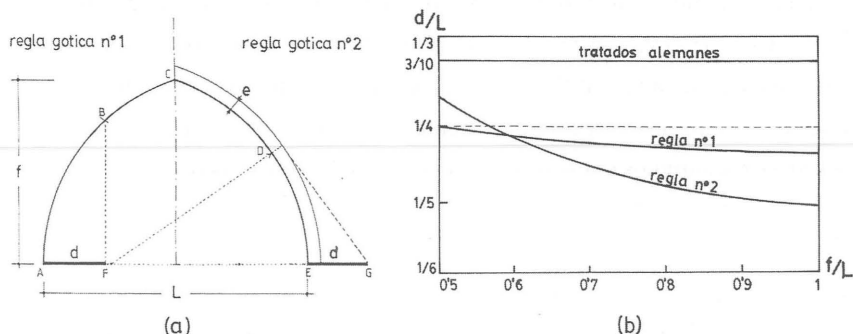 regla gotica nº1
regla gotica nº2
C
e
B
f
D
d
d
A
F
E
G
L
(a)
d/L
1/3
tratados alemanes
3/10
1/4
regla nº1
regla nº2
1/5
1/6
f/L
0'5
0'6
0'7
0'8
0'9
1
(b)